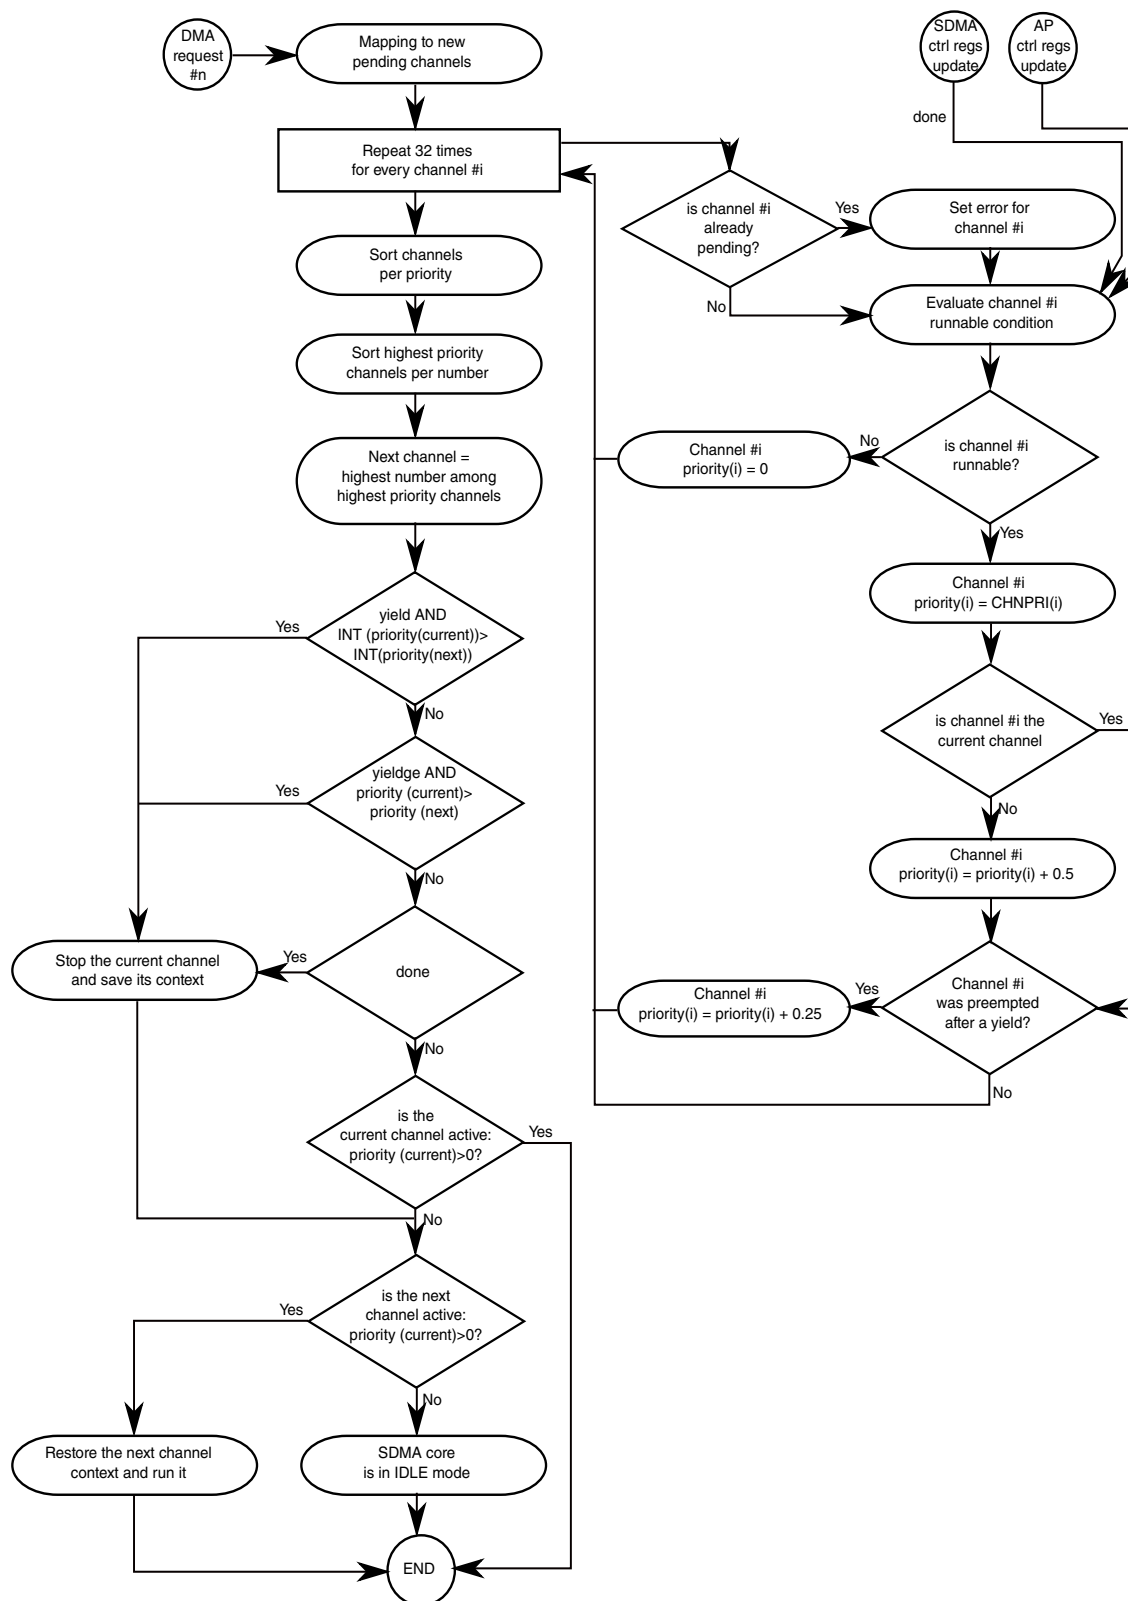 DMA
request
#n
Mapping to new
pending channels
SDMA
ctrl regs
update
AP
ctrl regs
update
done
Repeat 32 times
for every channel #i
is channel #i
already
pending?
Yes
No
Set error for
channel #i
Evaluate channel #i
runnable condition
Sort channels
per priority
Sort highest priority
channels per number
Next channel =
highest number among
highest priority channels
is channel #i
runnable?
No
Yes
Channel #i
priority(i) = 0
Channel #i
priority(i) = CHNPRI(i)
is channel #i the
current channel
Yes
No
Channel #i
priority(i) = priority(i) + 0.5
Channel #i
was preempted
after a yield?
Yes
No
Channel #i
priority(i) = priority(i) + 0.25
yield AND
INT (priority(current))>
INT(priority(next))
Yes
No
yieldge AND
priority (current)>
priority (next)
Yes
No
done
Yes
No
Stop the current channel
and save its context
is the
current channel active:
priority (current)>0?
Yes
No
is the next
channel active:
priority (current)>0?
Yes
No
Restore the next channel
context and run it
SDMA core
is in IDLE mode
END